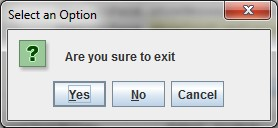 Select an Option
Are you sure to exit
Yes No Cancel